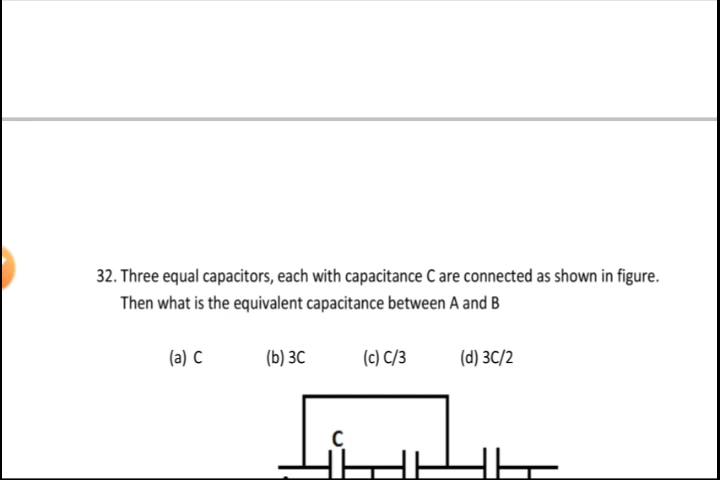 32. Three equal capacitors, each with capacitance C are connected as shown in figure.
Then what is the equivalent capacitance between A and B
(a) C (b) 3C (c) C/3 (d) 3C/2
C